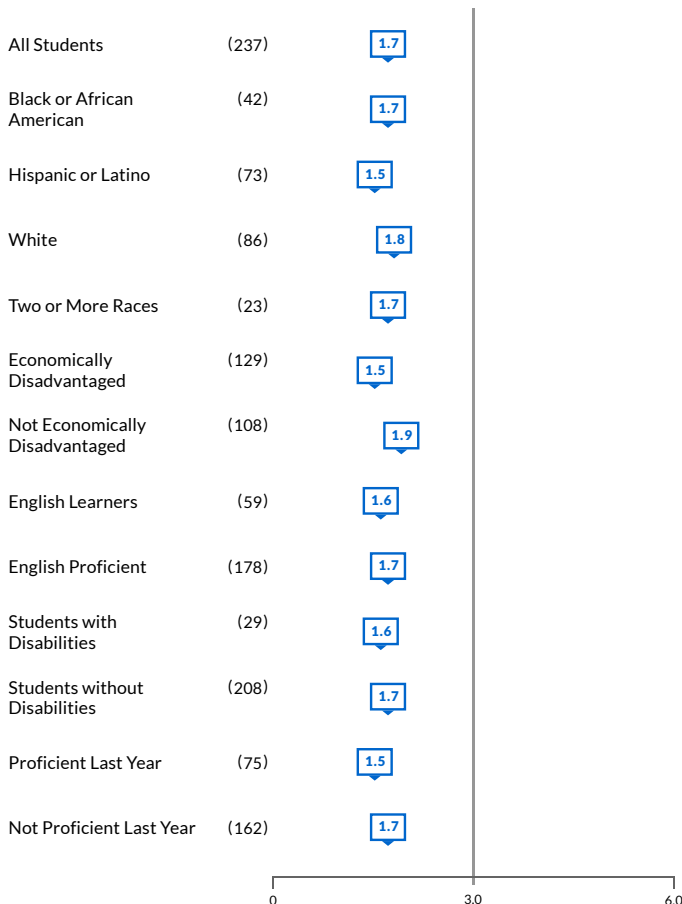 All Students (237) 1.7
Black or African (42) 1.7
American
Hispanic or Latino (73) 1.5
White (86) 1.8
Two or More Races (23) 1.7
Economically (129) 1.5
Disadvantaged
Not Economically (108) 1.9
Disadvantaged
English Learners (59) 1.6
English Proficient (178) 1.7
Students with (29) 1.6
Disabilities
Students without (208) 1.7
Disabilities
Proficient Last Year (75) 1.5
Not Proficient Last Year (162) 1.7
0 3.0 6.0